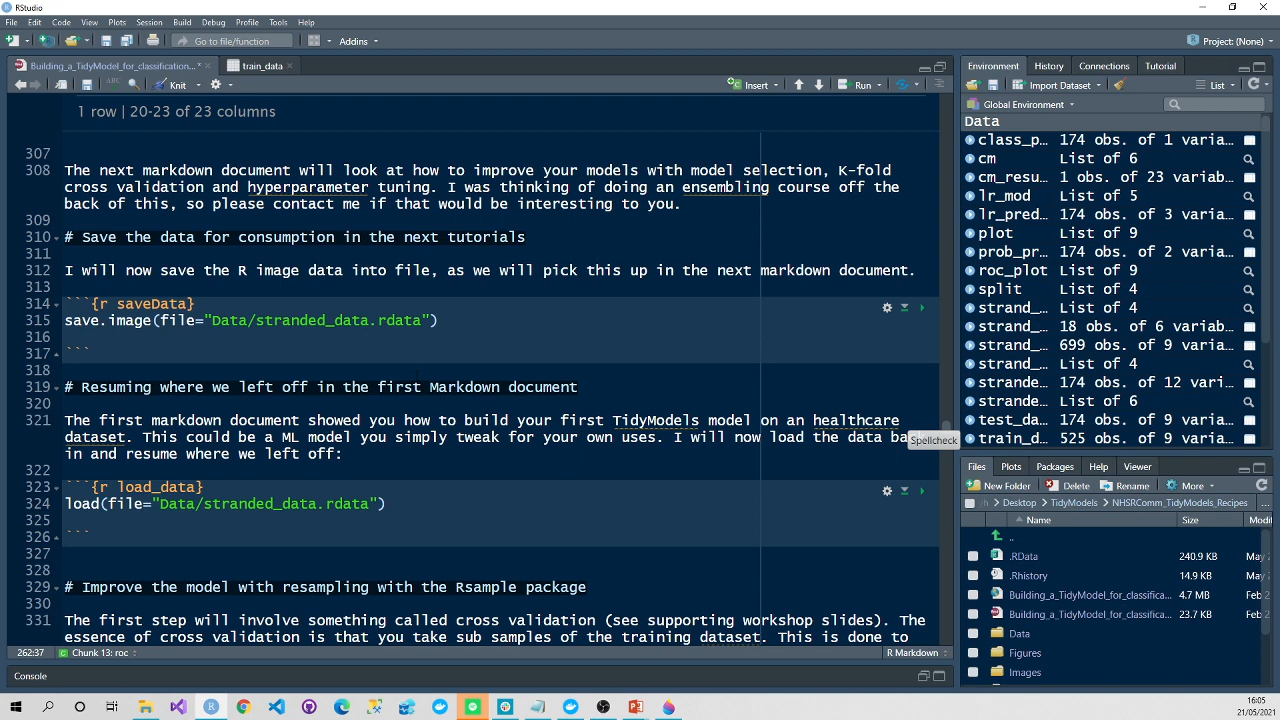 RStudio
File Edit Code View Plots Session Build Debug Profile Tools Help
Go to file/function Addins Project: (None)
Building_a_TidyModel_for_classification...* train_data
Knit Insert Run
1 row | 20-23 of 23 columns
307
308 The next markdown document will look at how to improve your models with model selection, K-fold
cross validation and hyperparameter tuning. I was thinking of doing an ensembling course off the
back of this, so please contact me if that would be interesting to you.
309
310 # Save the data for consumption in the next tutorials
311
312 I will now save the R image data into file, as we will pick this up in the next markdown document.
313
314 ```{r saveData}
315 save.image(file="Data/stranded_data.rdata")
316
317 ```
318
319 # Resuming where we left off in the first Markdown document
320
321 The first markdown document showed you how to build your first TidyModels model on an healthcare
dataset. This could be a ML model you simply tweak for your own uses. I will now load the data ba
in and resume where we left off:
Spellcheck
322
323 ```{r load_data}
324 load(file="Data/stranded_data.rdata")
325
326 ```
327
328
329 # Improve the model with resampling with the Rsample package
330
331 The first step will involve something called cross validation (see supporting workshop slides). The
essence of cross validation is that you take sub samples of the training dataset. This is done to
262:37 Chunk 13: roc R Markdown
Console
Environment History Connections Tutorial
Import Dataset List
Global Environment
Data
class_p... 174 obs. of 1 varia...
cm List of 6
cm_resu... 1 obs. of 23 variab...
lr_mod List of 5
lr_pred... 174 obs. of 3 varia...
plot List of 9
prob_pr... 174 obs. of 2 varia...
roc_plot List of 9
split List of 4
strand_... List of 4
strand_... 18 obs. of 6 variab...
strand_... 699 obs. of 9 varia...
strand_... List of 4
strande... 174 obs. of 12 vari...
strande... List of 6
test_da... 174 obs. of 9 varia...
train_d... 525 obs. of 9 varia...
Files Plots Packages Help Viewer
New Folder Delete Rename More
Desktop TidyModels NHSRComm_TidyModels_Recipes ...
Name Size Modi
..
.RData 240.9 KB May
.Rhistory 14.9 KB May 2
Building_a_TidyModel_for_classifica... 4.7 MB Feb 2
Building_a_TidyModel_for_classifica... 23.7 KB Feb 2
Data
Figures
Images
16:05
21/05/2021